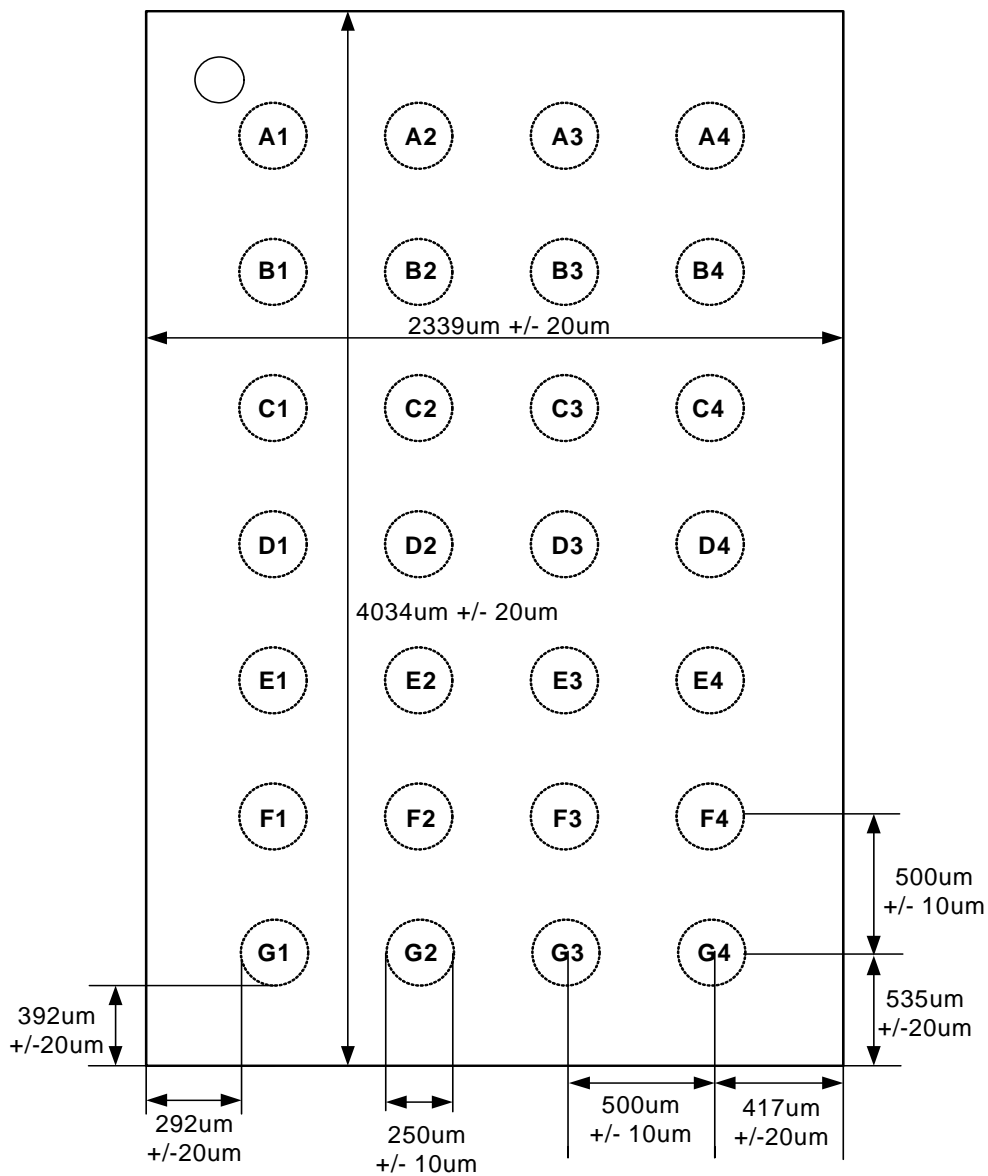 A1 A2 A3 A4
B1 B2 B3 B4
2339um +/- 20um
C1 C2 C3 C4
D1 D2 D3 D4
4034um +/- 20um
E1 E2 E3 E4
F1 F2 F3 F4
500um
+/- 10um
G1 G2 G3 G4
392um
+/-20um
535um
+/-20um
292um
+/-20um
250um
+/- 10um
500um
+/- 10um
417um
+/-20um